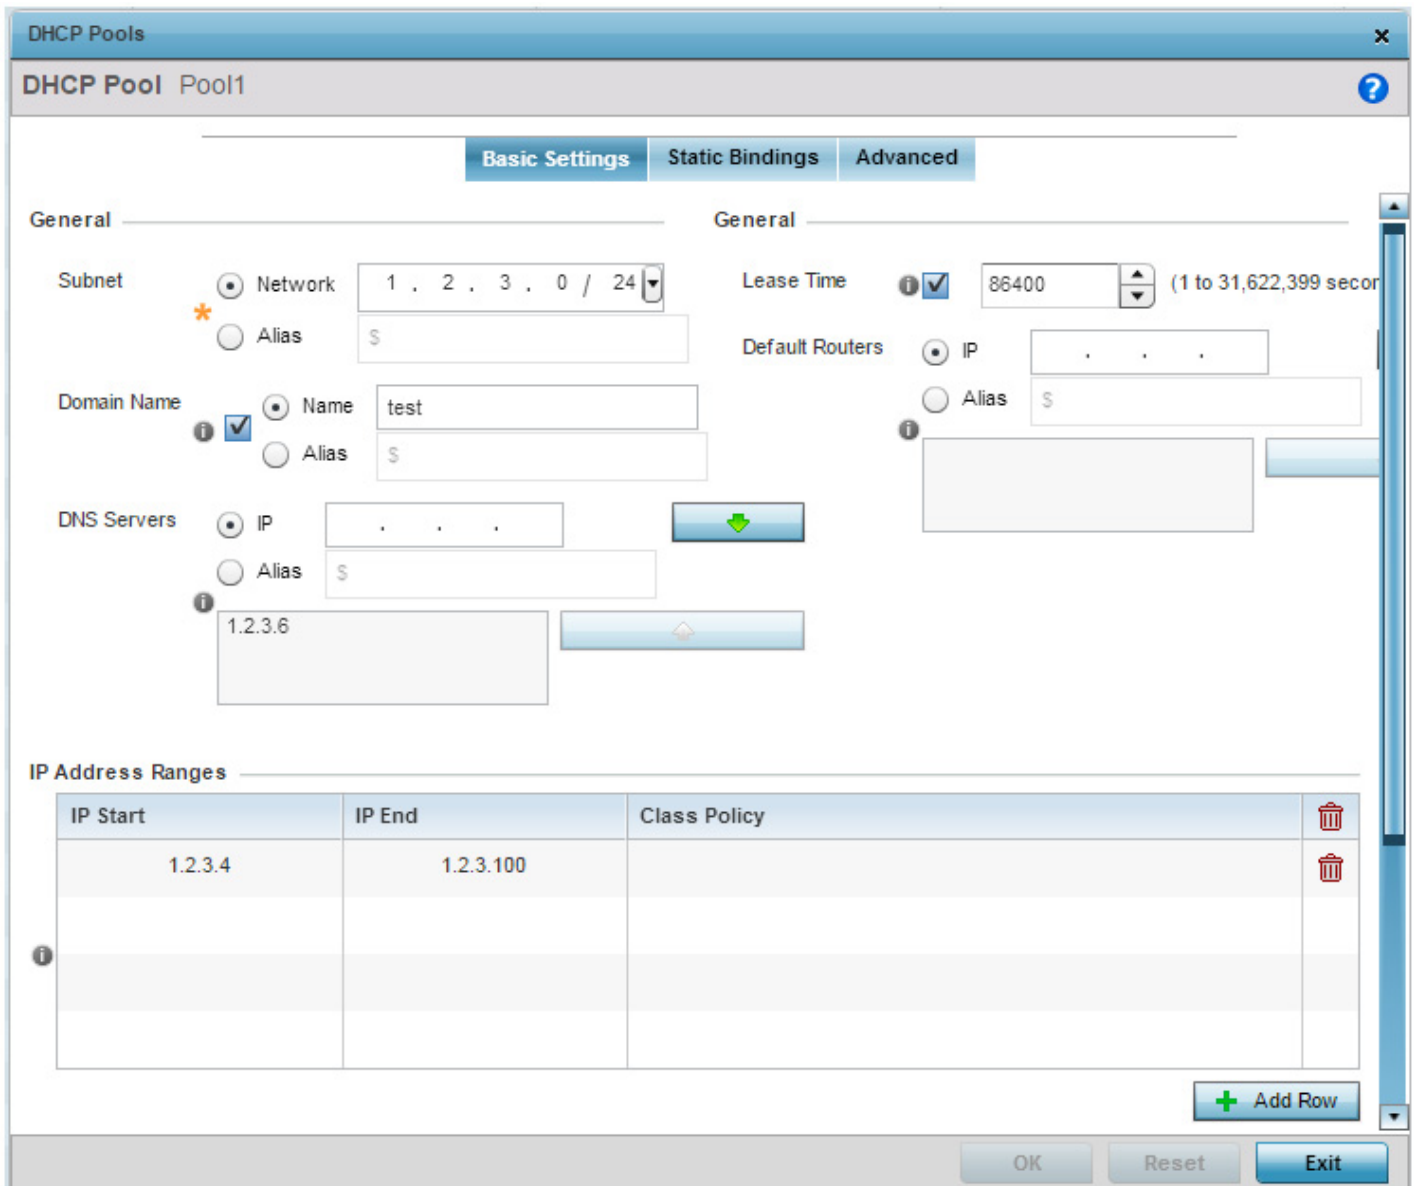 DHCP Pools
DHCP Pool Pool1
Basic Settings Static Bindings Advanced
General
Subnet
Network 1 . 2 . 3 . 0 / 24
Alias $
Domain Name
Name test
Alias $
DNS Servers
IP . . .
Alias $
1.2.3.6
General
Lease Time 86400 (1 to 31,622,399 secor
Default Routers
IP . . .
Alias $
IP Address Ranges
IP Start IP End Class Policy
1.2.3.4 1.2.3.100
Add Row
OK Reset Exit